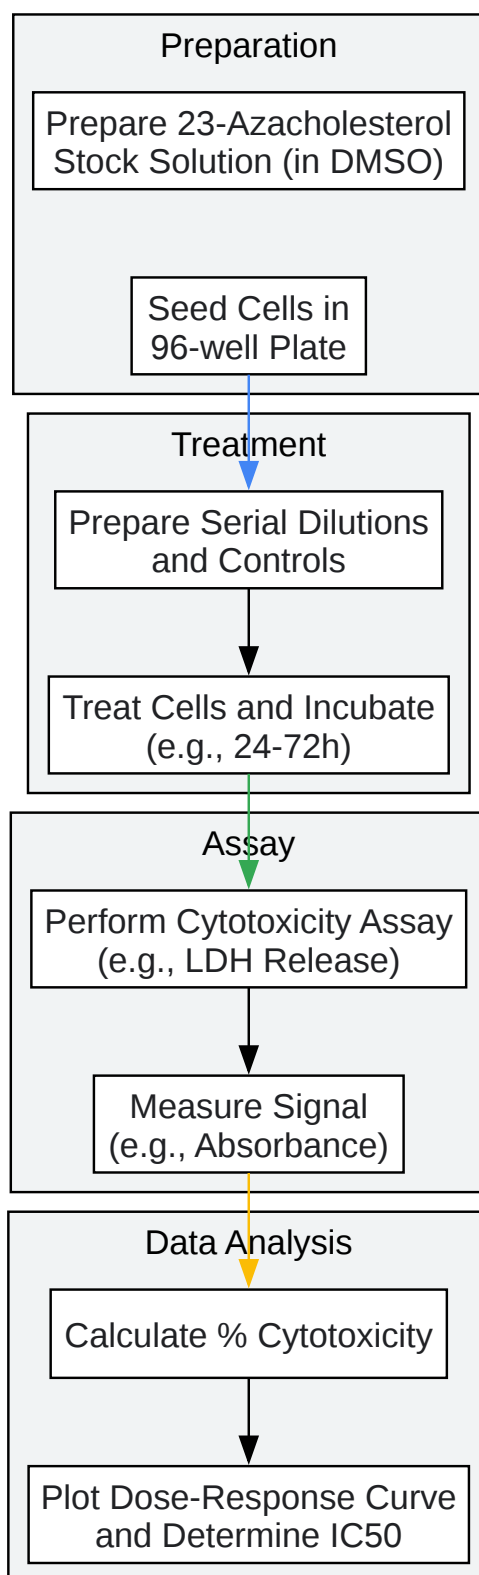 Preparation
Prepare 23-Azacholesterol
Stock Solution (in DMSO)
Seed Cells in
96-well Plate
Treatment
Prepare Serial Dilutions
and Controls
Treat Cells and Incubate
(e.g., 24-72h)
Assay
Perform Cytotoxicity Assay
(e.g., LDH Release)
Measure Signal
(e.g., Absorbance)
Data Analysis
Calculate % Cytotoxicity
Plot Dose-Response Curve
and Determine IC50